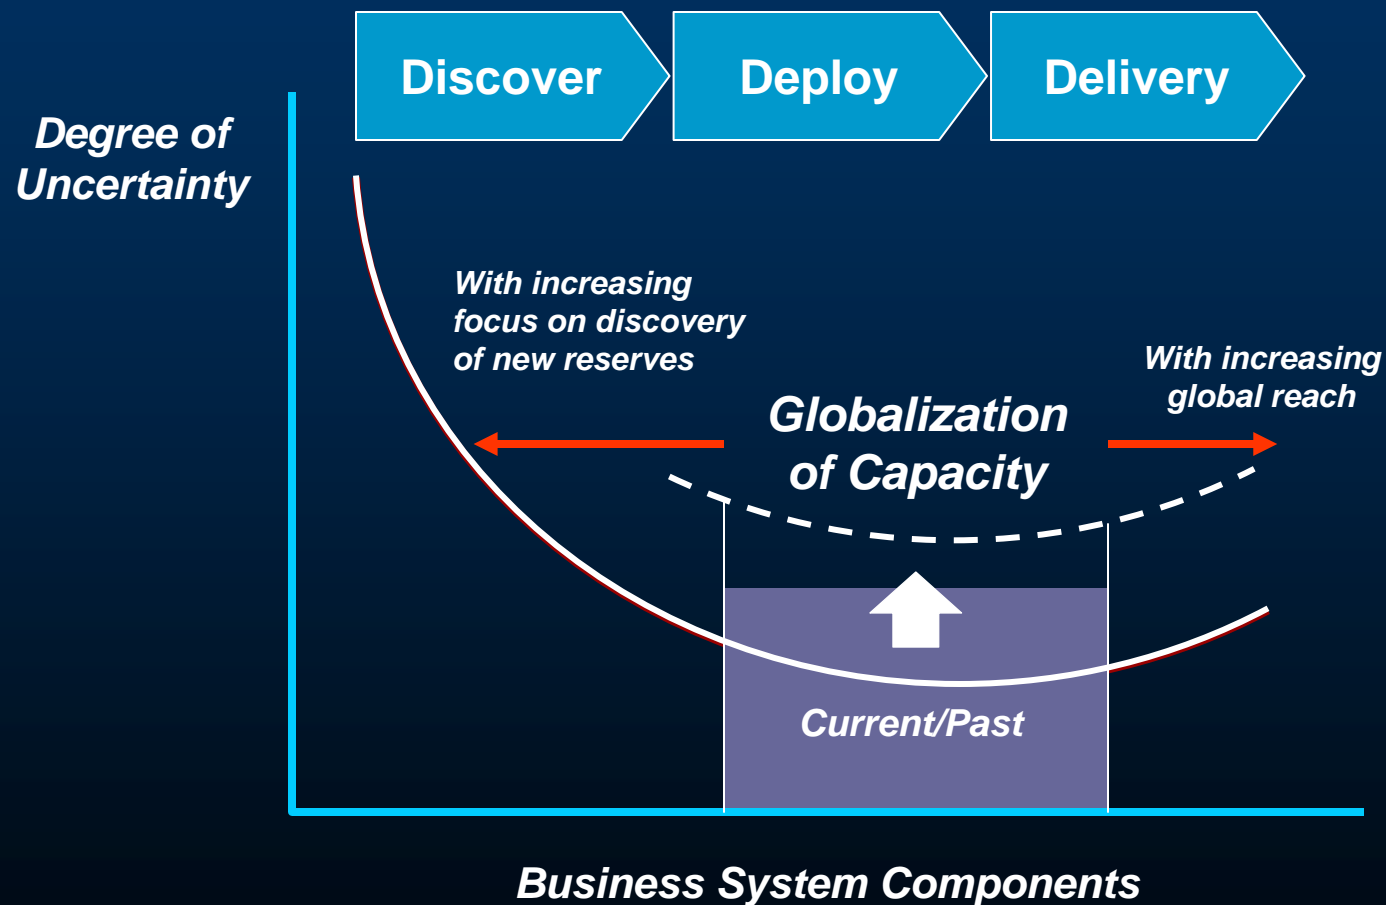 Discover
Deploy
Delivery
Degree of
Uncertainty
With increasing
focus on discovery
of new reserves
With increasing
global reach
Globalization
of Capacity
Current/Past
Business System Components